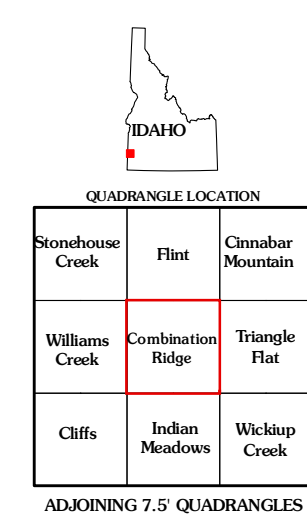 IDAHO
QUADRANGLE LOCATION
Stonehouse
Creek
Flint
Cinnabar
Mountain
Williams
Creek
Combination
Ridge
Triangle
Flat
Cliffs
Indian
Meadows
Wickiup
Creek
ADJOINING 7.5' QUADRANGLES